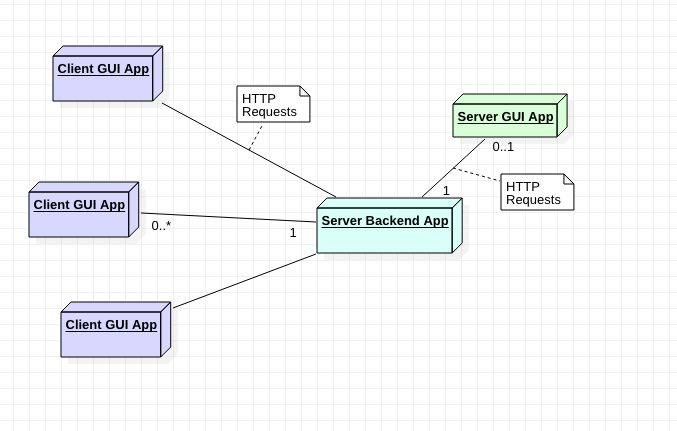 Client GUI App
HTTP
Requests
Server GUI App
0..1
HTTP
Requests
1
Client GUI App
0..*
1
Server Backend App
Client GUI App